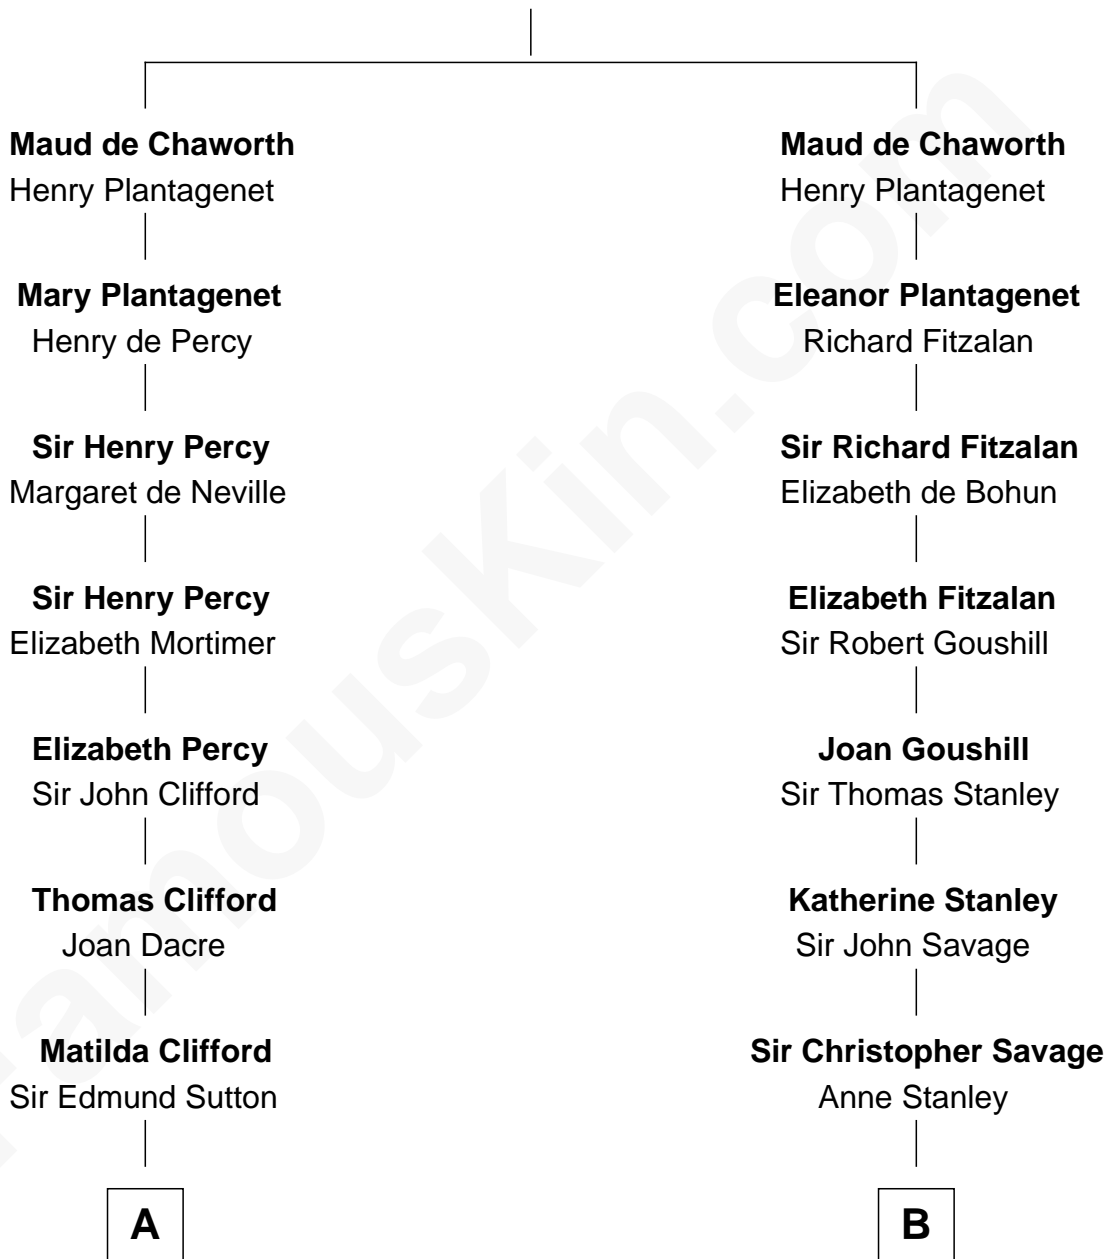 Maud de Chaworth
Henry Plantagenet
Mary Plantagenet
Henry de Percy
Sir Henry Percy
Margaret de Neville
Sir Henry Percy
Elizabeth Mortimer
Elizabeth Percy
Sir John Clifford
Thomas Clifford
Joan Dacre
Matilda Clifford
Sir Edmund Sutton
A
Maud de Chaworth
Henry Plantagenet
Eleanor Plantagenet
Richard Fitzalan
Sir Richard Fitzalan
Elizabeth de Bohun
Elizabeth Fitzalan
Sir Robert Goushill
Joan Goushill
Sir Thomas Stanley
Katherine Stanley
Sir John Savage
Sir Christopher Savage
Anne Stanley
B
FamousKin.com